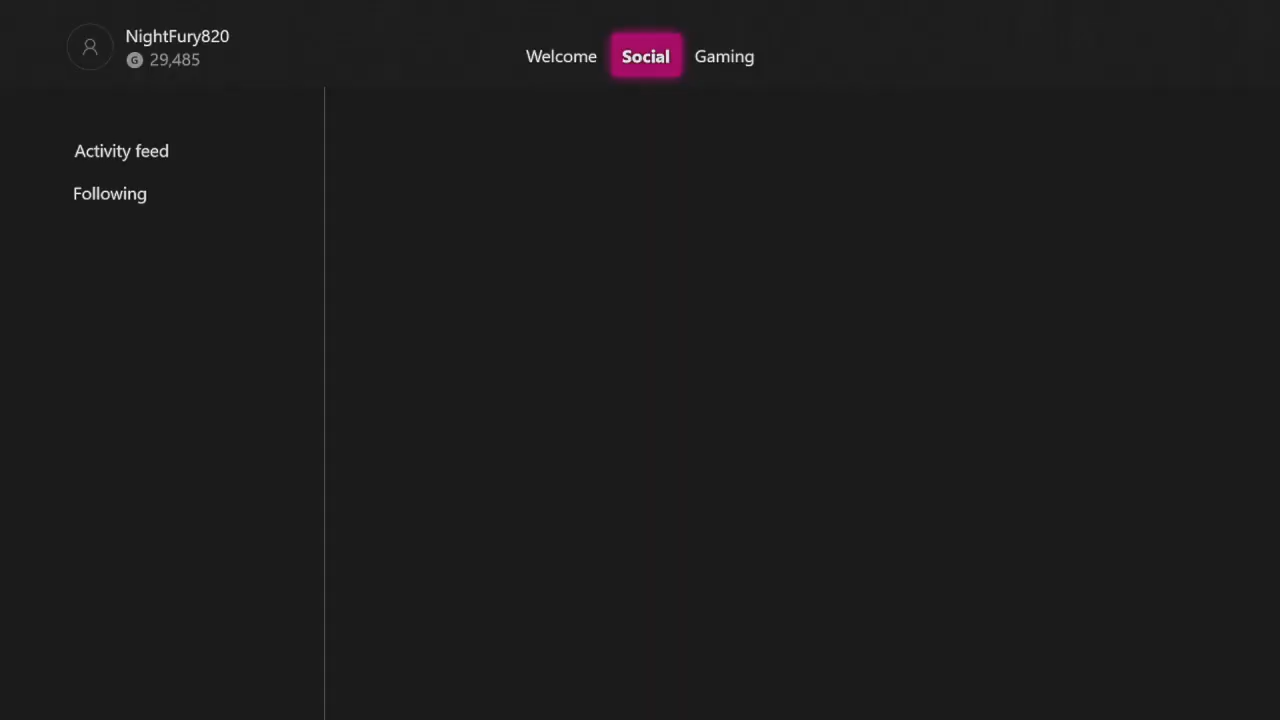 NightFury820
G 29,485
Welcome Social Gaming
Activity feed
Following